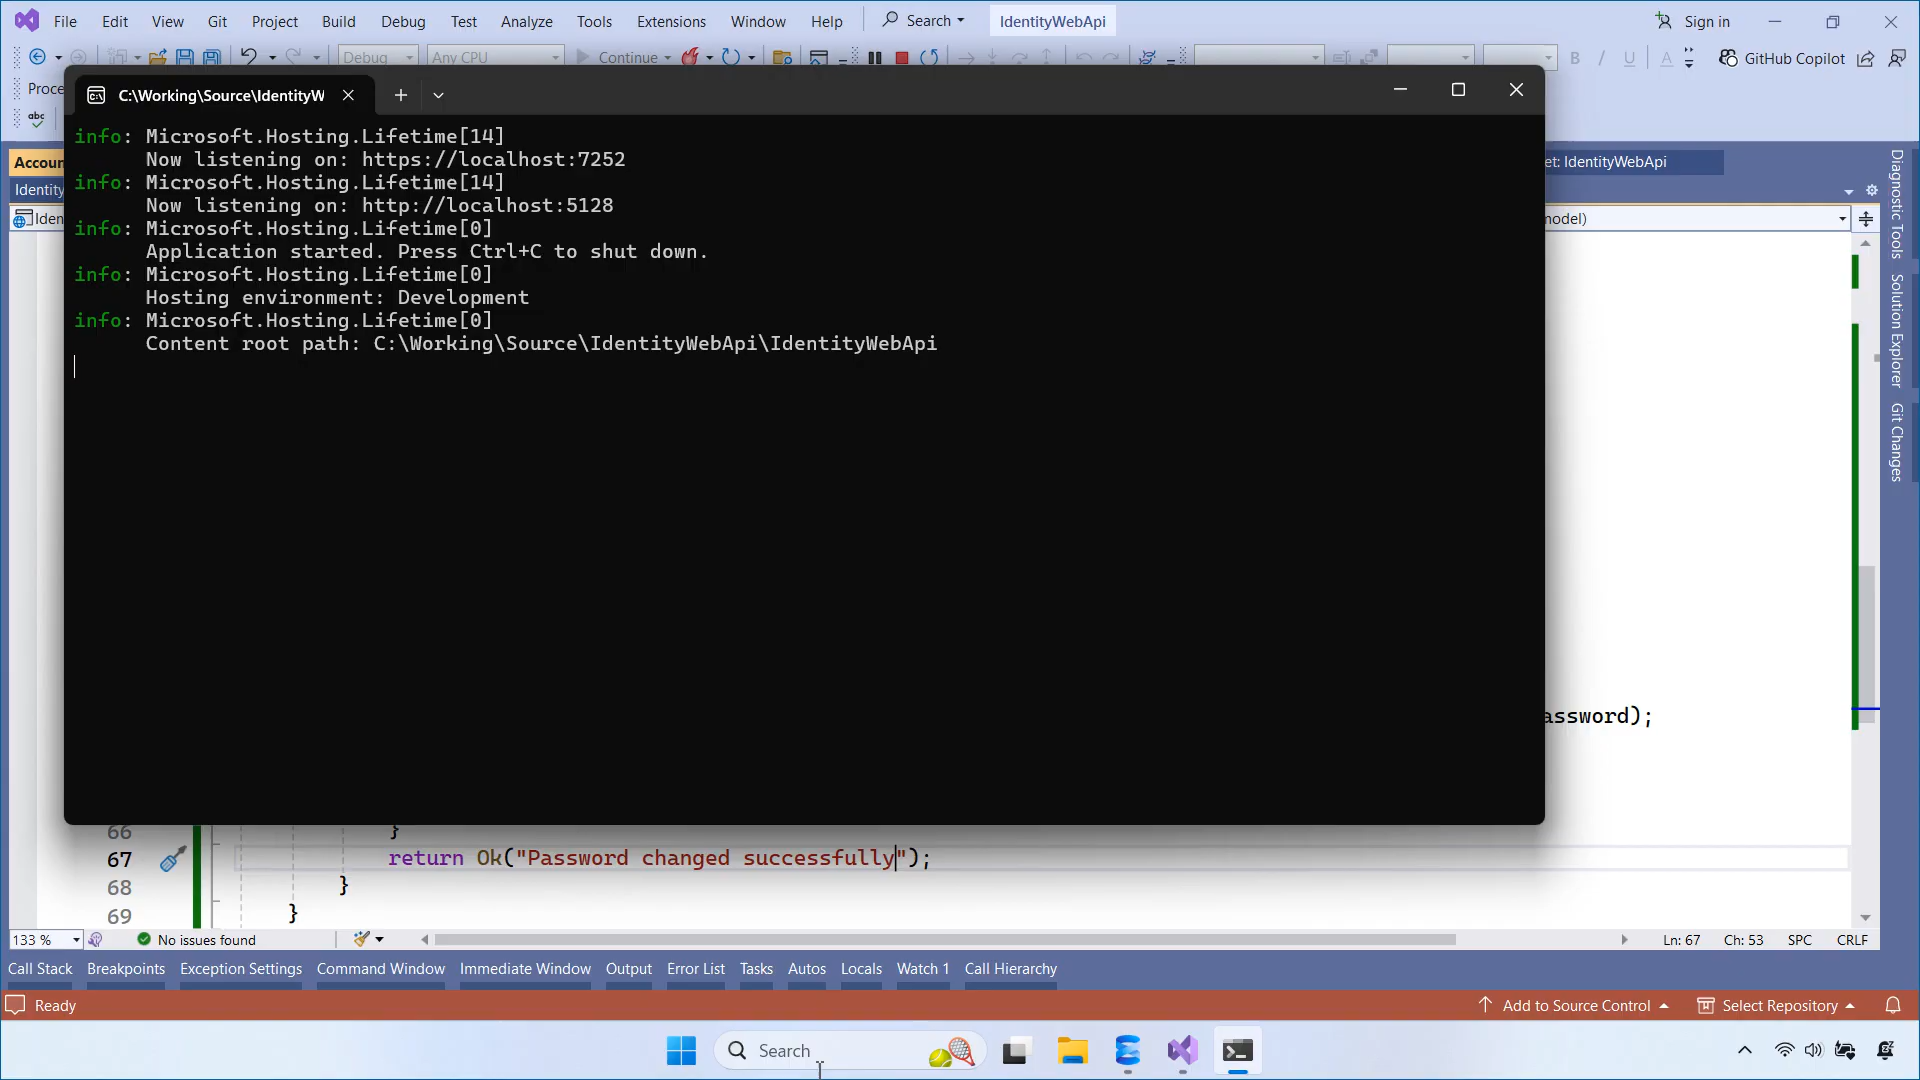 File Edit View Git Project Build Debug Test Analyze Tools Extensions Window Help Search IdentityWebApi Sign in
Debug Any CPU Continue B I U A GitHub Copilot
Proce
abc
C:\Working\Source\IdentityW
info: Microsoft.Hosting.Lifetime[14]
Now listening on: https://localhost:7252
info: Microsoft.Hosting.Lifetime[14]
Now listening on: http://localhost:5128
info: Microsoft.Hosting.Lifetime[0]
Application started. Press Ctrl+C to shut down.
info: Microsoft.Hosting.Lifetime[0]
Hosting environment: Development
info: Microsoft.Hosting.Lifetime[0]
Content root path: C:\Working\Source\IdentityWebApi\IdentityWebApi
Accoun
et: IdentityWebApi
Identity
Iden
model)
Diagnostic Tools
Solution Explorer
Git Changes
assword);
66 }
67 return Ok("Password changed successfully");
68 }
69 }
133 % No issues found Ln: 67 Ch: 53 SPC CRLF
Call Stack Breakpoints Exception Settings Command Window Immediate Window Output Error List Tasks Autos Locals Watch 1 Call Hierarchy
Ready Add to Source Control Select Repository
Search